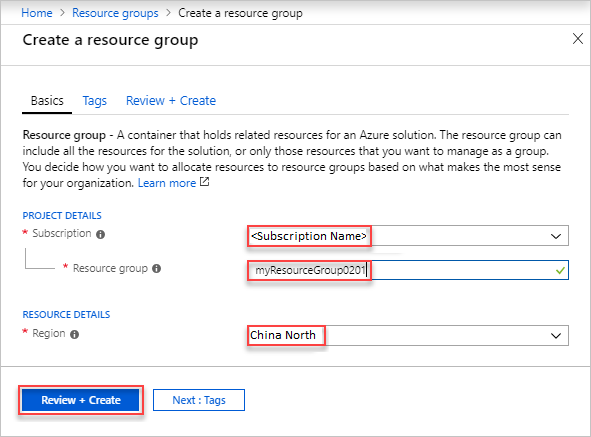 Home > Resource groups > Create a resource group
Create a resource group
Basics Tags Review + Create
Resource group - A container that holds related resources for an Azure solution. The resource group can
include all the resources for the solution, or only those resources that you want to manage as a group.
You decide how you want to allocate resources to resource groups based on what makes the most sense
for your organization. Learn more
PROJECT DETAILS
* Subscription <Subscription Name>
* Resource group myResourceGroup0201
RESOURCE DETAILS
* Region China North
Review + Create Next : Tags